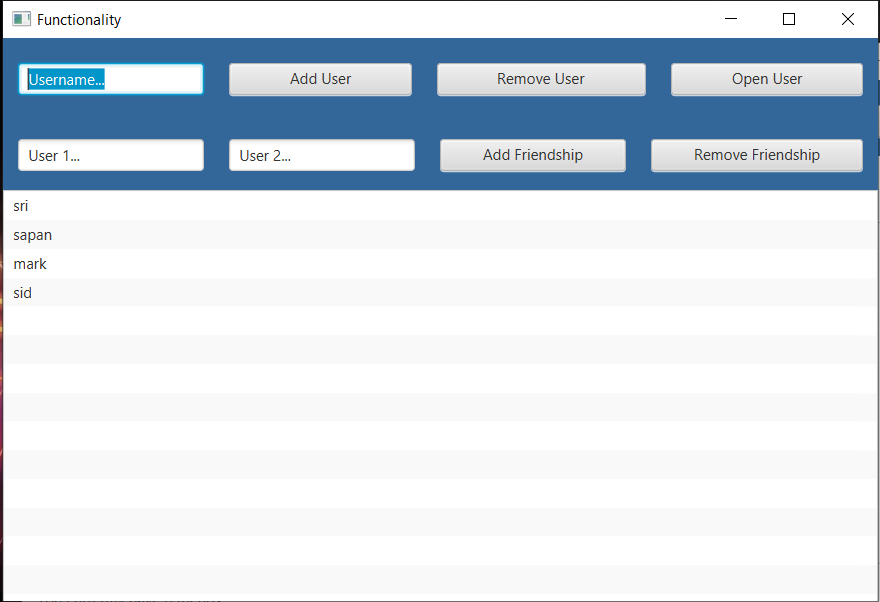 Functionality
Username... Add User Remove User Open User
User 1... User 2... Add Friendship Remove Friendship
sri
sapan
mark
sid